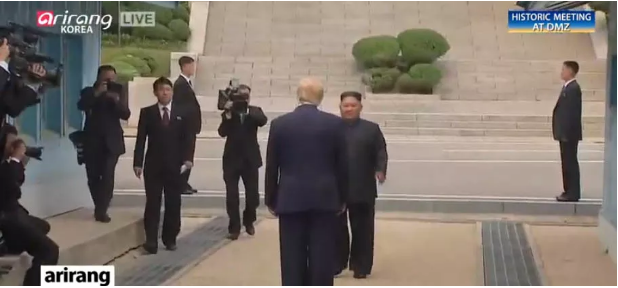 arirang LIVE
KOREA
HISTORIC MEETING
AT DMZ
arirang